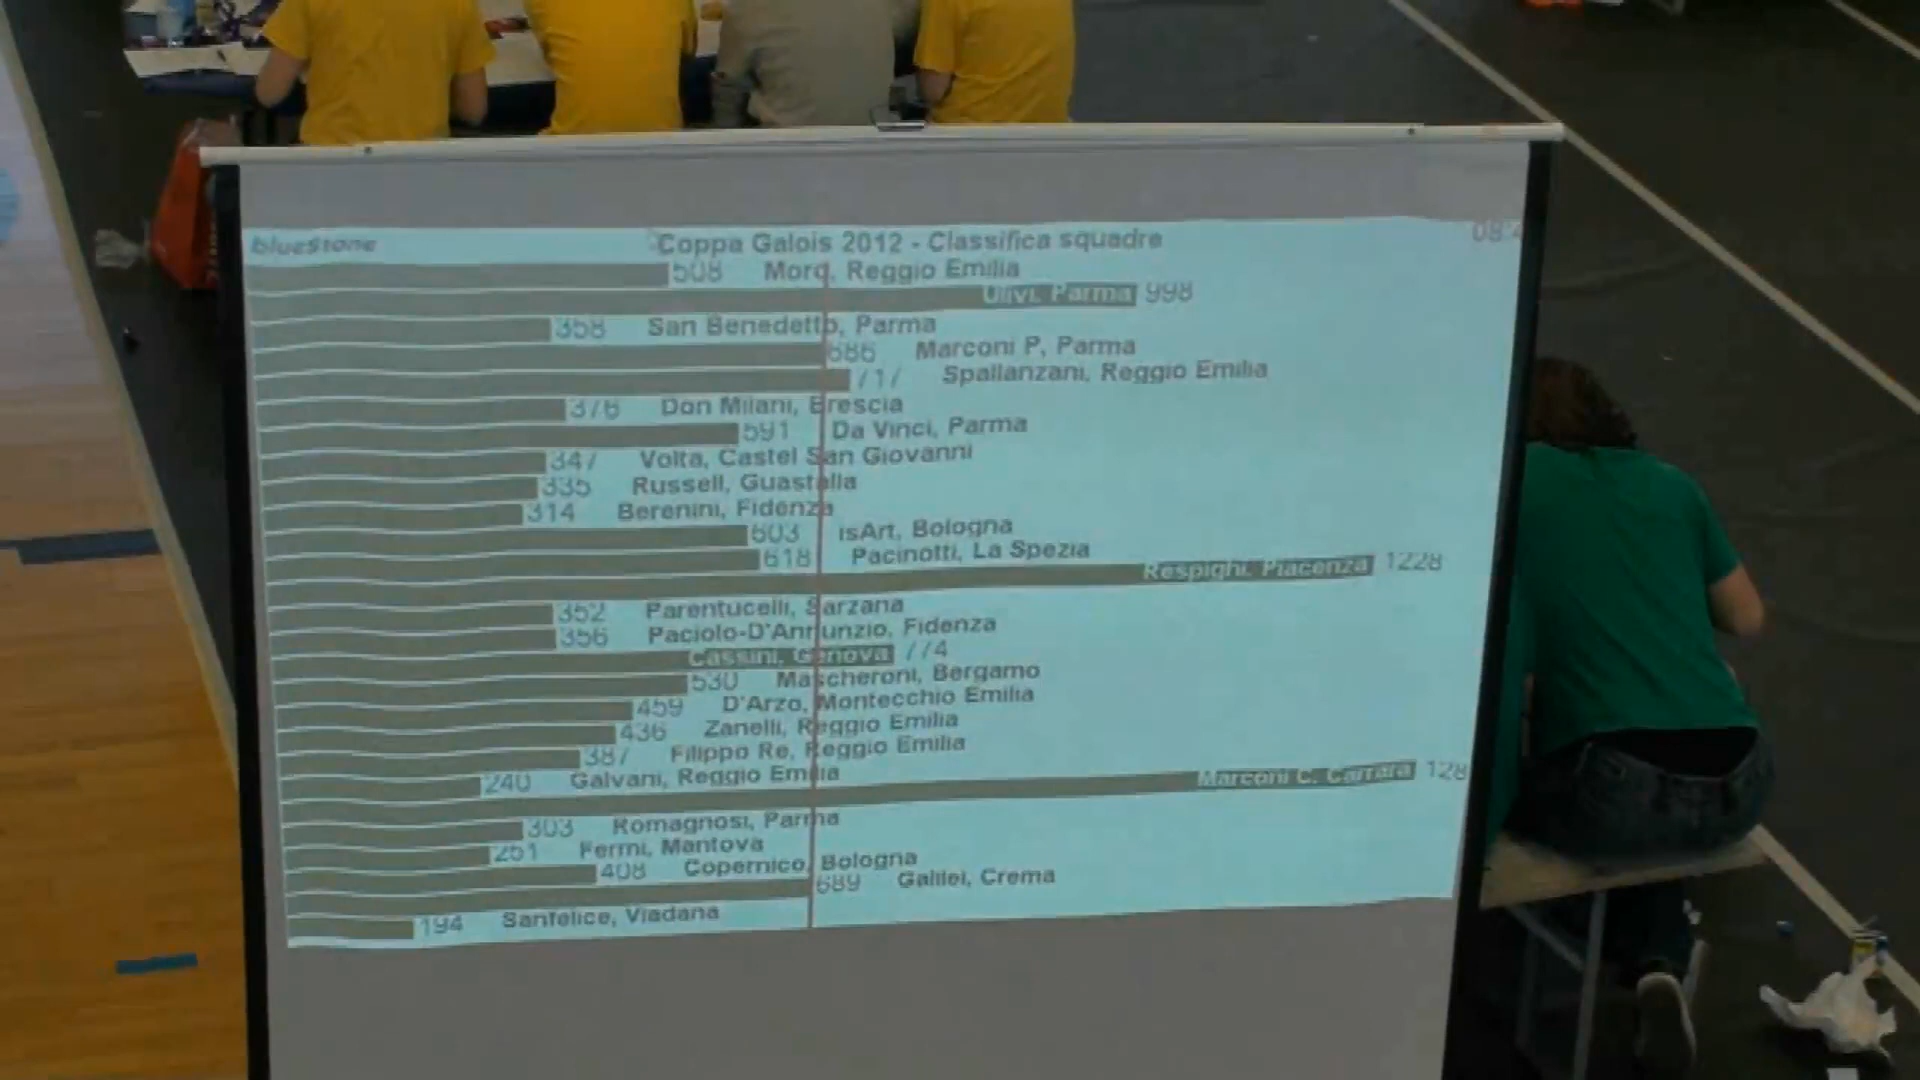 bluestone Coppa Galois 2012 - Classifica squadre 08:
508 Moro, Reggio Emilia
Ulivi, Parma 998
358 San Benedetto, Parma
686 Marconi P, Parma
717 Spallanzani, Reggio Emilia
376 Don Milani, Brescia
591 Da Vinci, Parma
347 Volta, Castel San Giovanni
335 Russell, Guastalla
314 Berenini, Fidenza
603 isArt, Bologna
618 Pacinotti, La Spezia
Respighi, Piacenza 1228
352 Parentucelli, Sarzana
356 Paciolo-D'Annunzio, Fidenza
Cassini, Genova 774
530 Mascheroni, Bergamo
459 D'Arzo, Montecchio Emilia
436 Zanelli, Reggio Emilia
387 Filippo Re, Reggio Emilia
240 Galvani, Reggio Emilia
Marconi C, Carrara 128
303 Romagnosi, Parma
251 Fermi, Mantova
408 Copernico, Bologna
689 Galilei, Crema
194 Sanfelice, Viadana